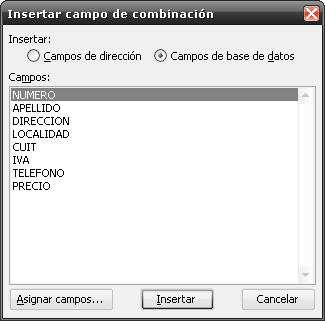 Insertar campo de combinación
Insertar:
Campos de dirección Campos de base de datos
Campos:
NUMERO
APELLIDO
DIRECCION
LOCALIDAD
CUIT
IVA
TELEFONO
PRECIO
Asignar campos... Insertar Cancelar